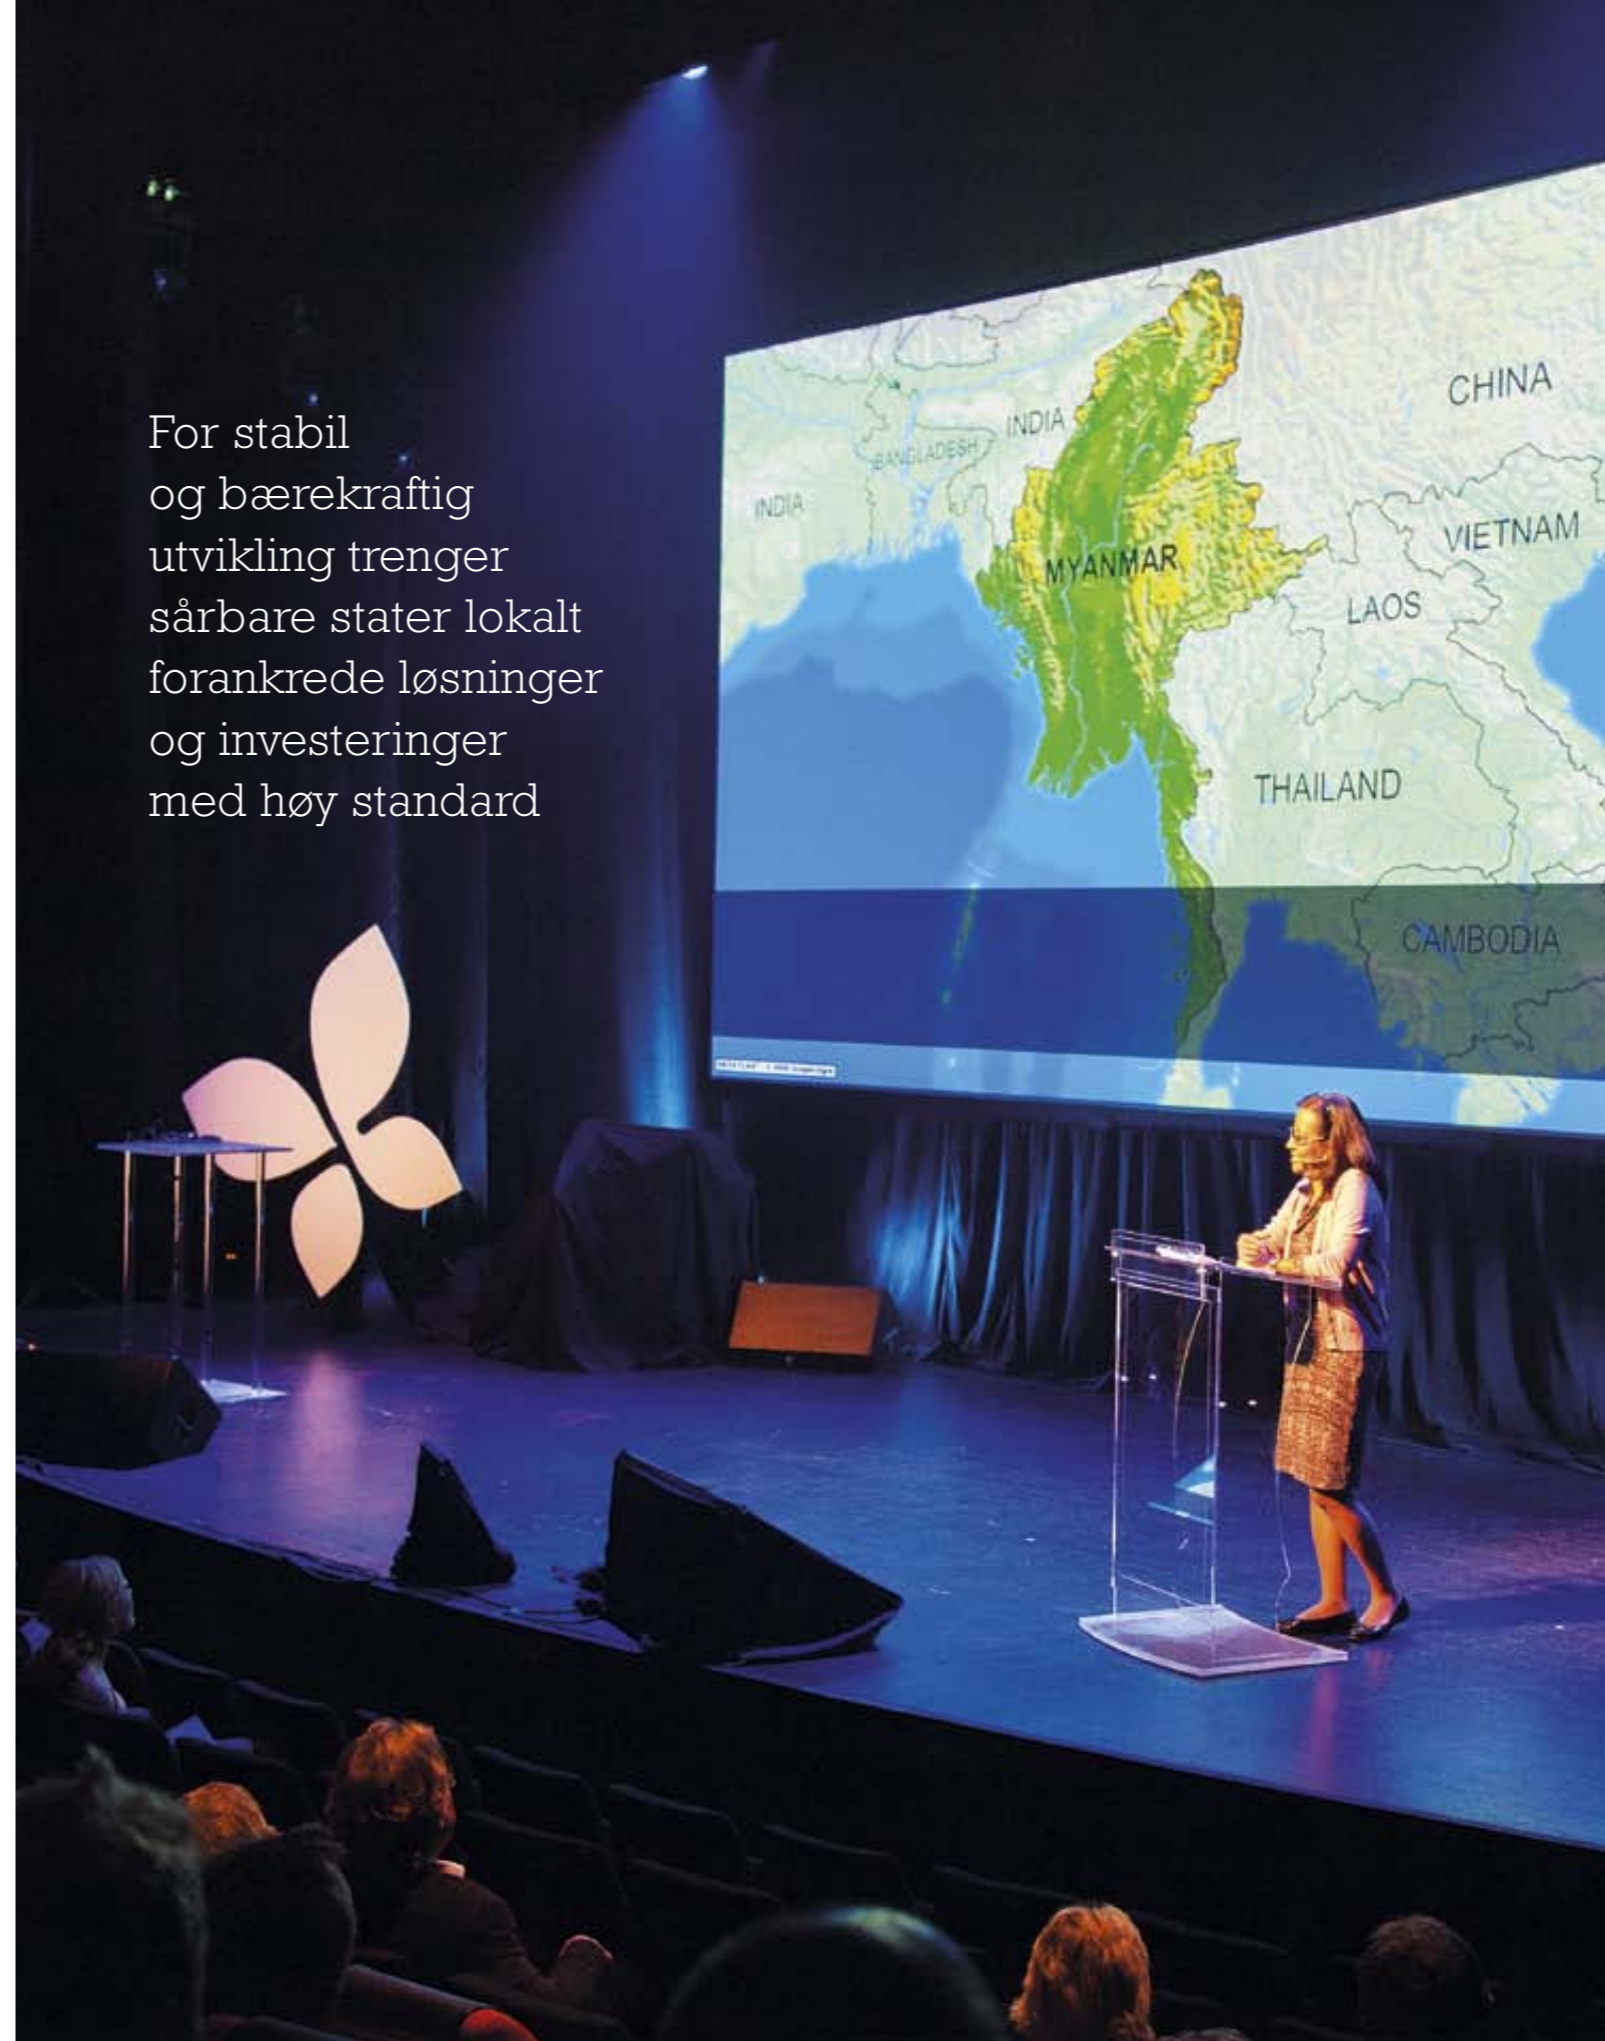 For stabil
og bærekraftig
utvikling trenger
sårbare stater lokalt
forankrede løsninger
og investeringer
med høy standard
CHINA
INDIA
BANGLADESH
INDIA
VIETNAM
MYANMAR
LAOS
THAILAND
CAMBODIA